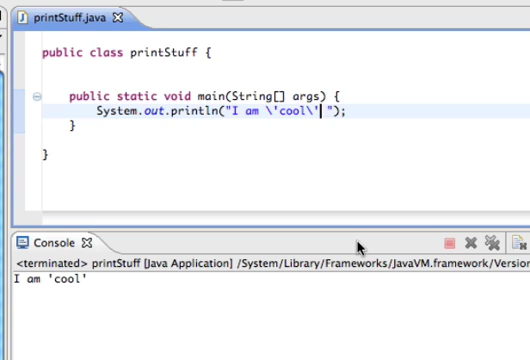 printStuff.java
public class printStuff {
public static void main(String[] args) {
System.out.println("I am \'cool\' ");
}
}
Console
<terminated> printStuff [Java Application] /System/Library/Frameworks/JavaVM.framework/Version
I am 'cool'